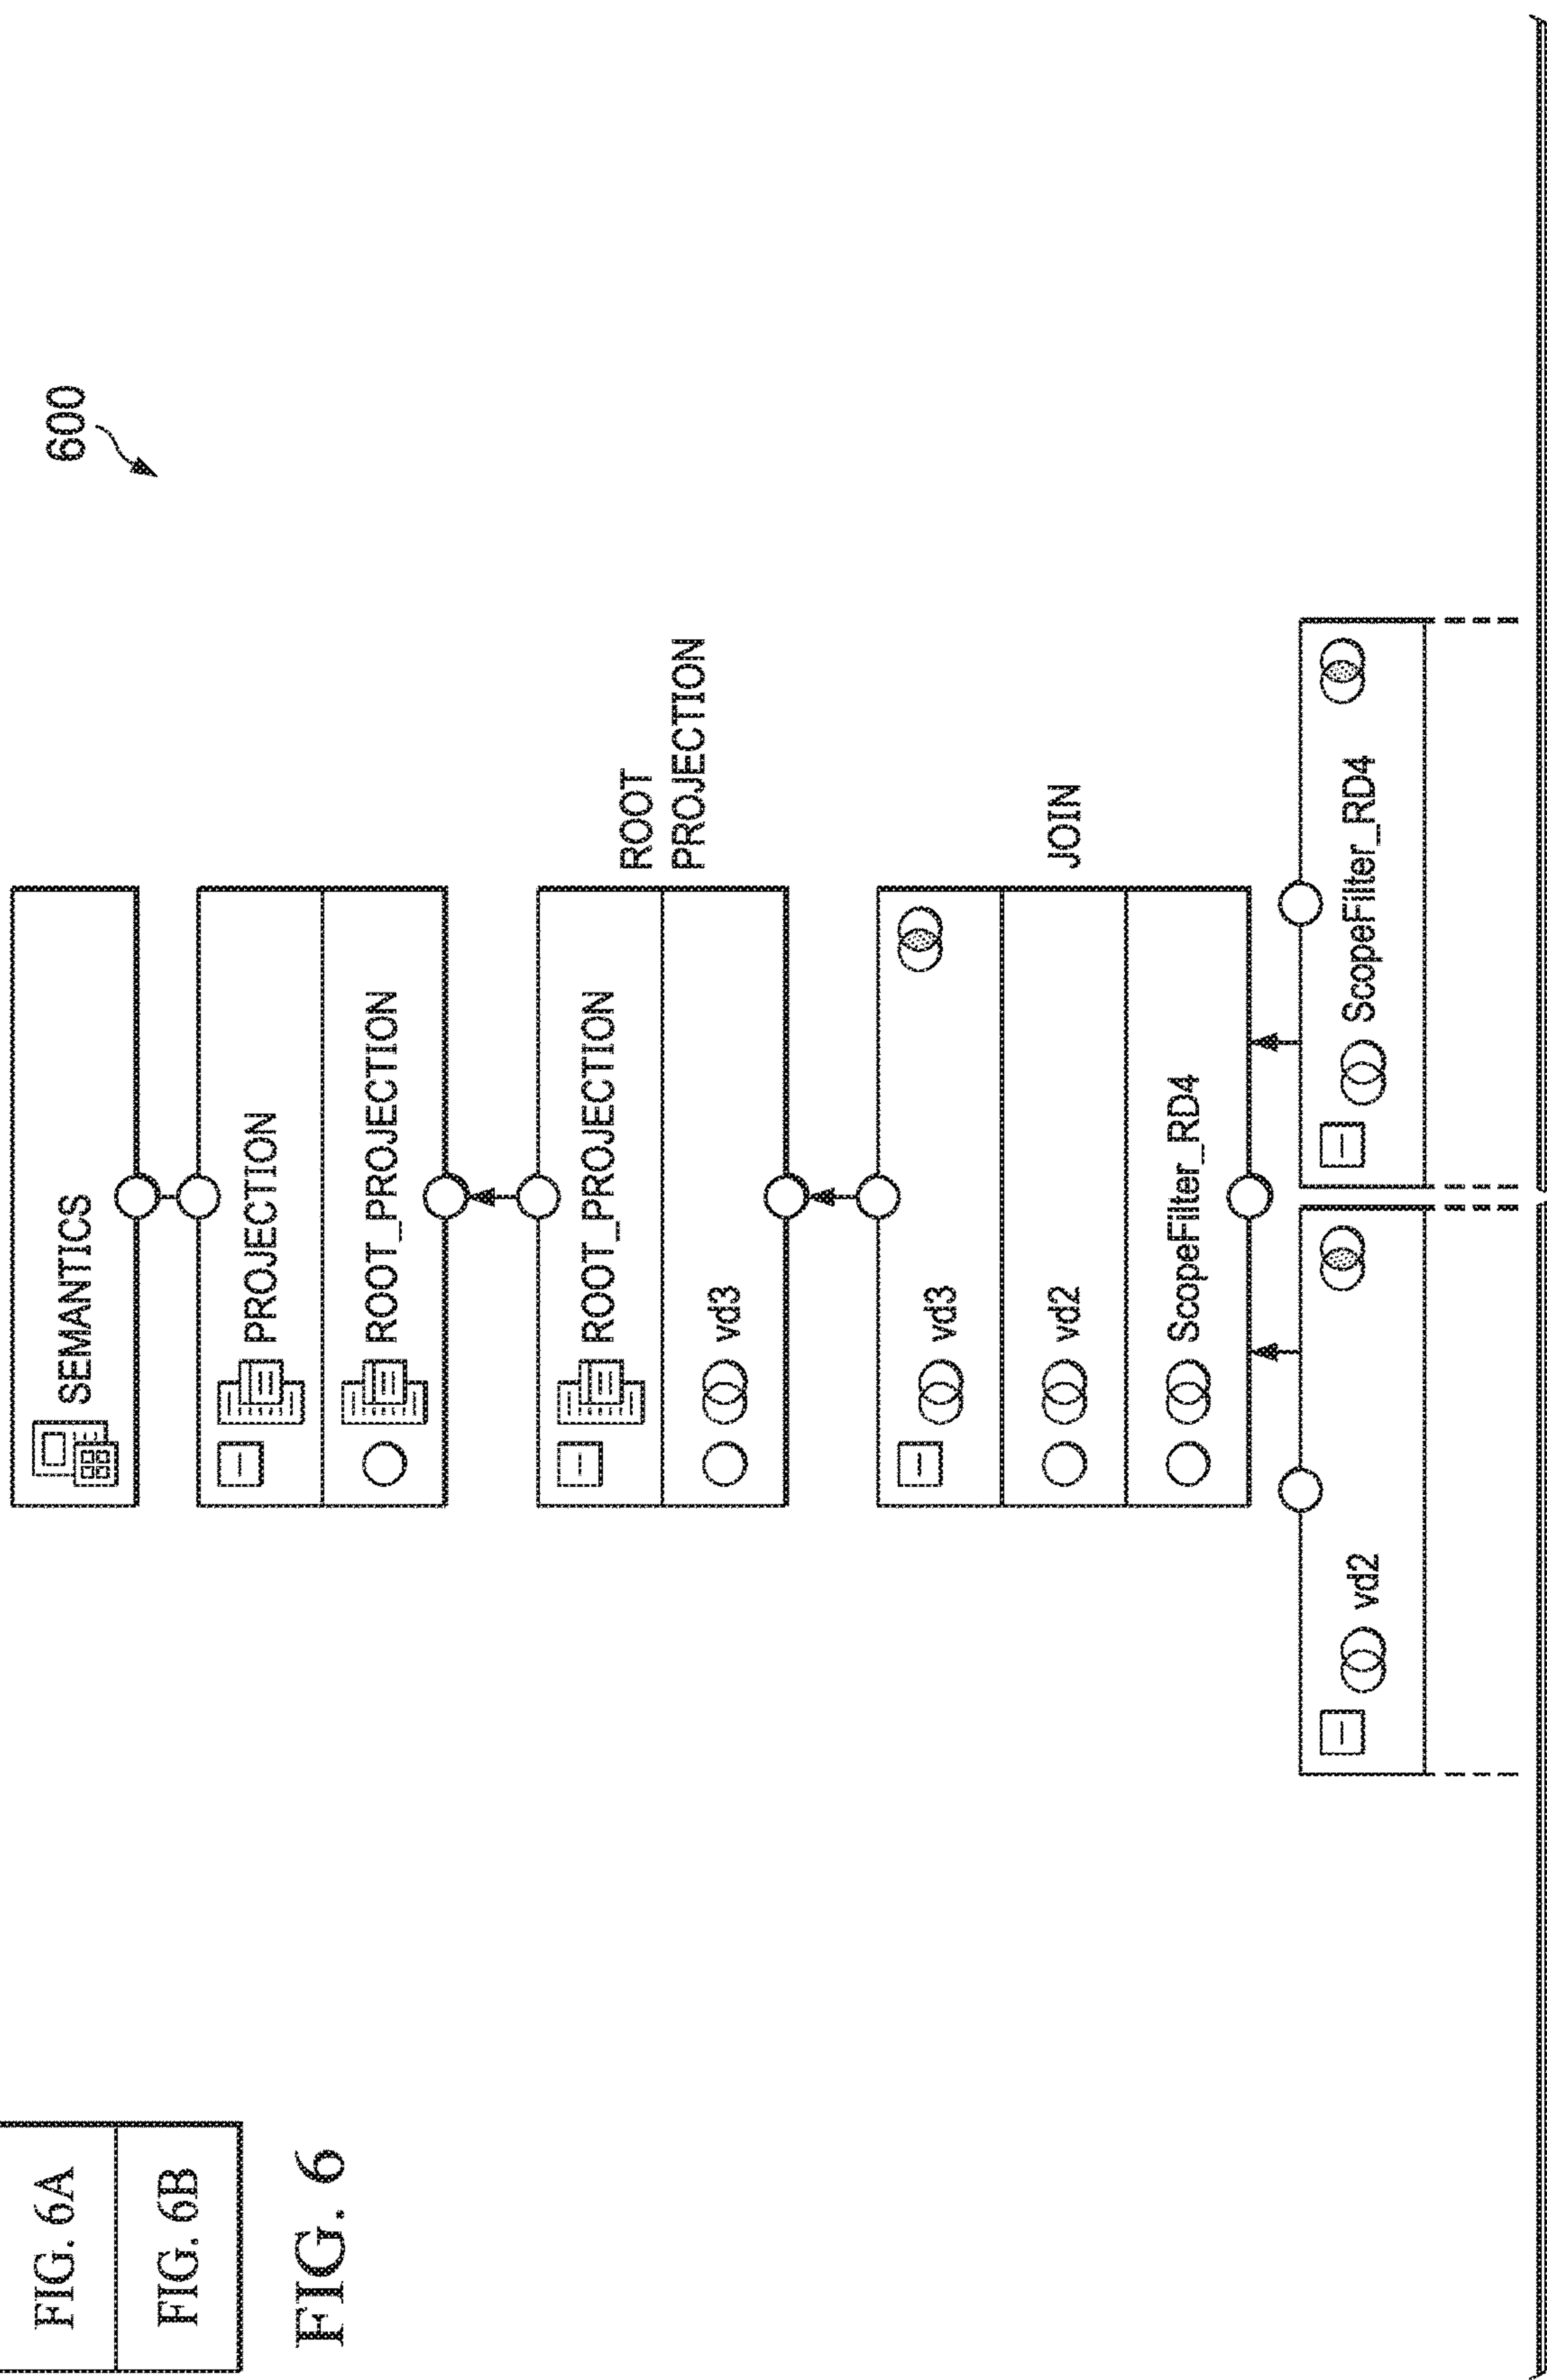 FIG. 6A
FIG. 6B
FIG. 6
600
SEMANTICS
PROJECTION
ROOT_PROJECTION
ROOT_PROJECTION
vd3
ROOT
PROJECTION
vd3
vd2
ScopeFilter_RD4
JOIN
vd2
ScopeFilter_RD4